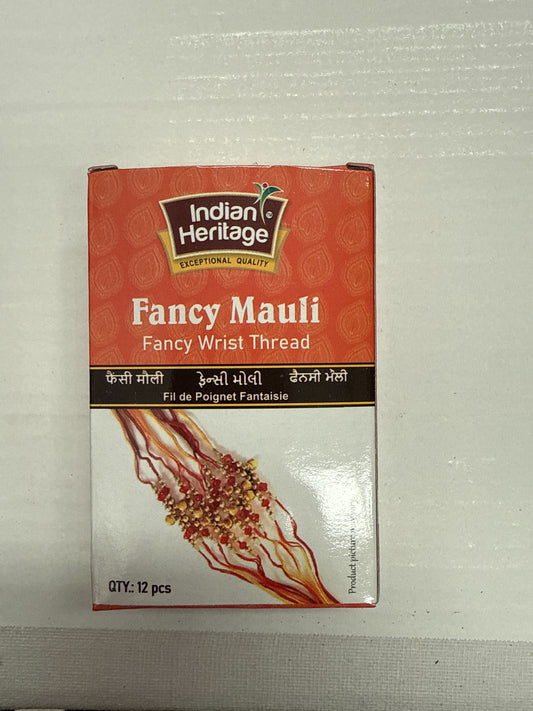 Indian
Heritage
TM
EXCEPTIONAL QUALITY
Fancy Mauli
Fancy Wrist Thread
फैंसी मौली ફેન્સી મોલી ਫੈਨਸੀ ਮੌਲੀ
Fil de Poignet Fantaisie
QTY.: 12 pcs
Product picture